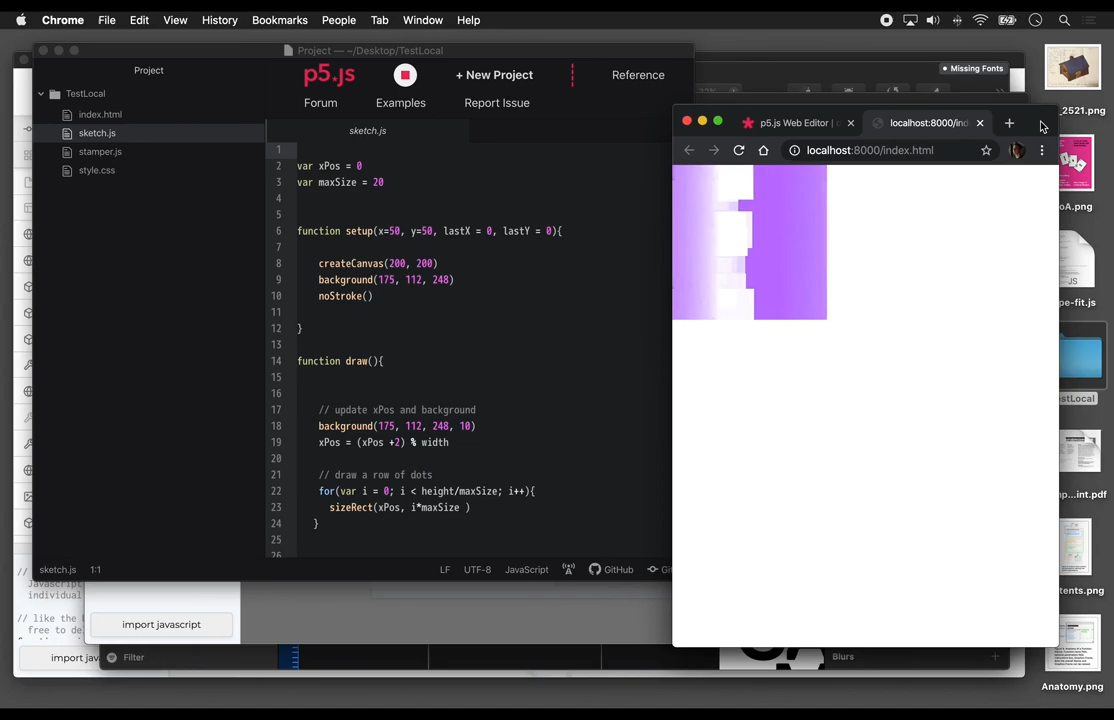 Chrome File Edit View History Bookmarks People Tab Window Help
Project — ~/Desktop/TestLocal
Missing Fonts
Project
p5.js
+ New Project
Reference
Forum
Examples
Report Issue
TestLocal
index.html
sketch.js
stamper.js
style.css
sketch.js
1
2 var xPos = 0
3 var maxSize = 20
4
5
6 function setup(x=50, y=50, lastX = 0, lastY = 0){
7
8 createCanvas(200, 200)
9 background(175, 112, 248)
10 noStroke()
11
12 }
13
14 function draw(){
15
16
17 // update xPos and background
18 background(175, 112, 248, 10)
19 xPos = (xPos +2) % width
20
21 // draw a row of dots
22 for(var i = 0; i < height/maxSize; i++){
23 sizeRect(xPos, i*maxSize )
24 }
25
26
sketch.js 1:1
LF UTF-8 JavaScript GitHub
p5.js Web Editor |
localhost:8000/ind
localhost:8000/index.html
_2521.png
oA.png
JS
pe-fit.js
estLocal
p...int.pdf
tents.png
Anatomy.png
//
Javascript
individual
// like the
free to de
import jav
import javascript
Filter
Blurs